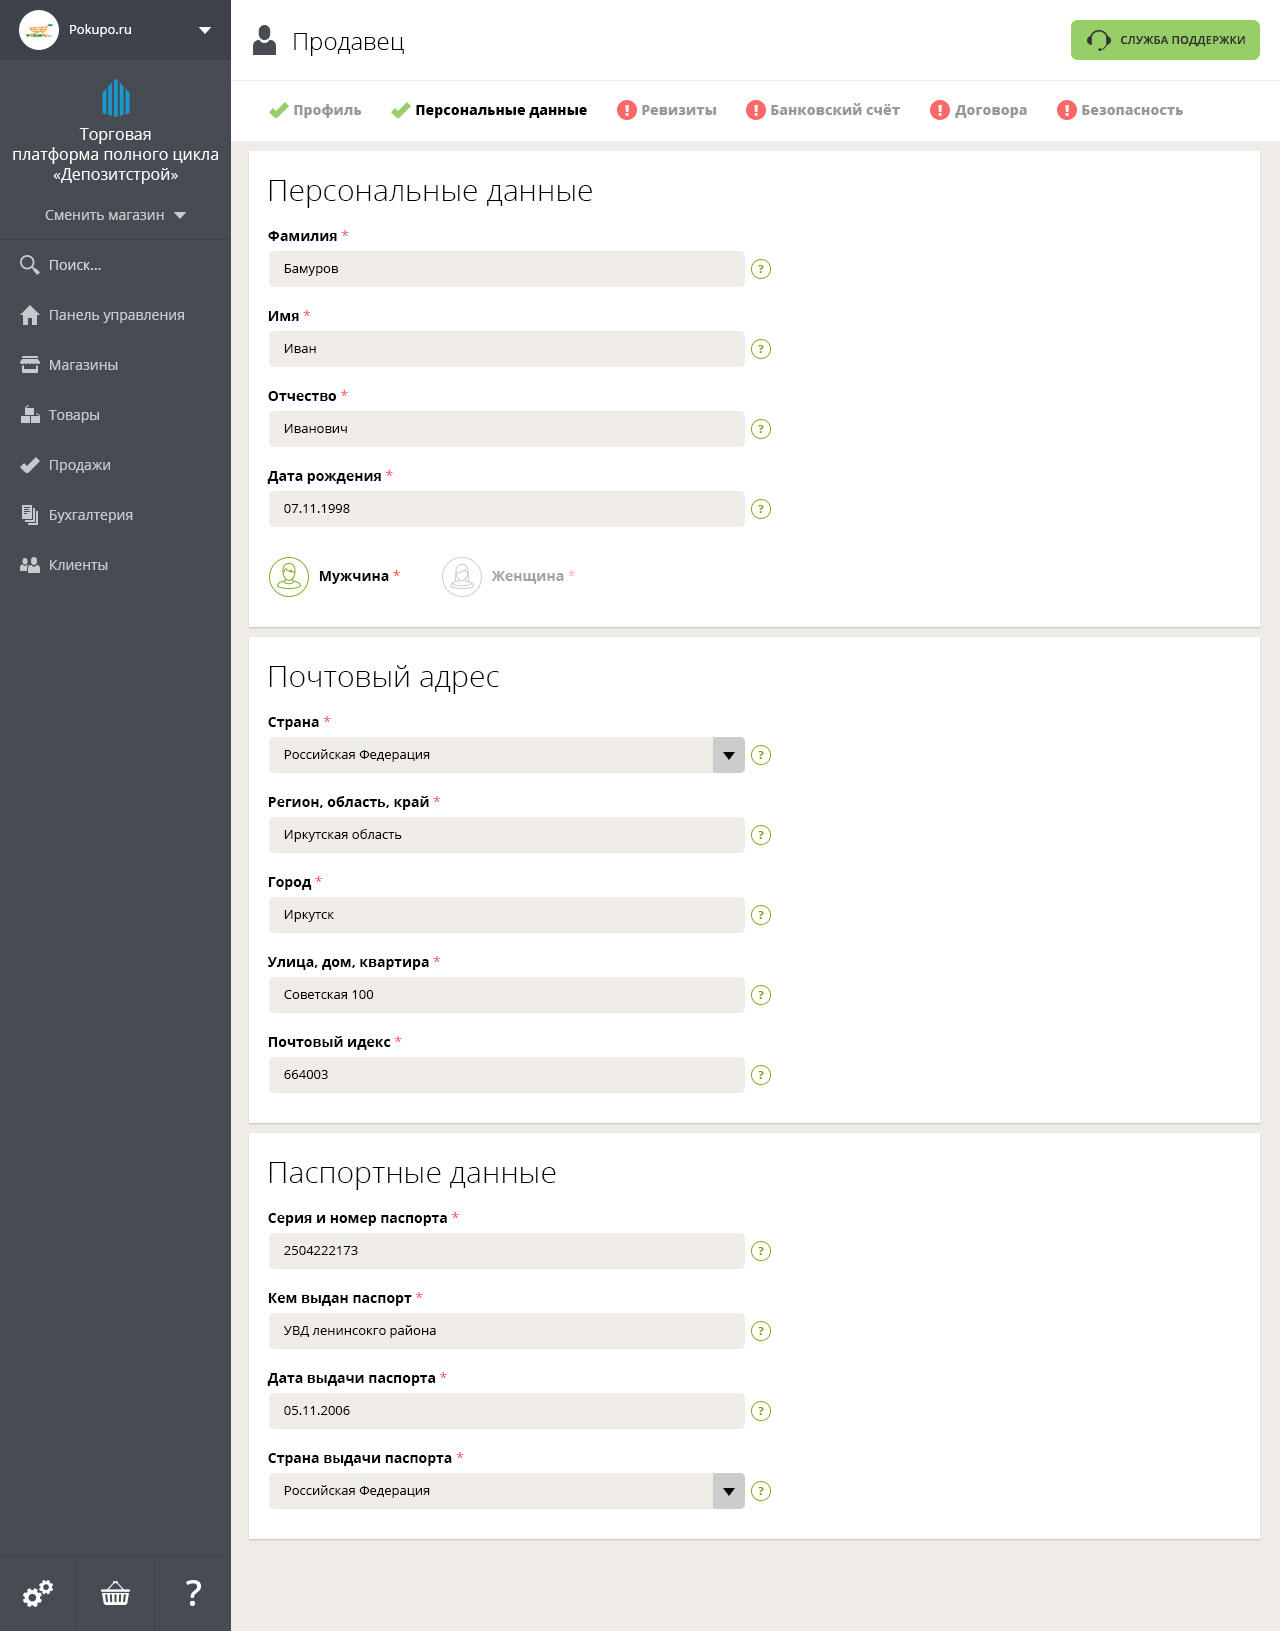 Pokupo.ru
Торговая
платформа полного цикла
«Депозитстрой»
Сменить магазин
Поиск...
Панель управления
Магазины
Товары
Продажи
Бухгалтерия
Клиенты
?
Продавец
СЛУЖБА ПОДДЕРЖКИ
Профиль Персональные данные Ревизиты Банковский счёт Договора Безопасность
Персональные данные
Фамилия *
Бамуров ?
Имя *
Иван ?
Отчество *
Иванович ?
Дата рождения *
07.11.1998 ?
Мужчина * Женщина *
Почтовый адрес
Страна *
Российская Федерация ?
Регион, область, край *
Иркутская область ?
Город *
Иркутск ?
Улица, дом, квартира *
Советская 100 ?
Почтовый идекс *
664003 ?
Паспортные данные
Серия и номер паспорта *
2504222173 ?
Кем выдан паспорт *
УВД ленинсокго района ?
Дата выдачи паспорта *
05.11.2006 ?
Страна выдачи паспорта *
Российская Федерация ?